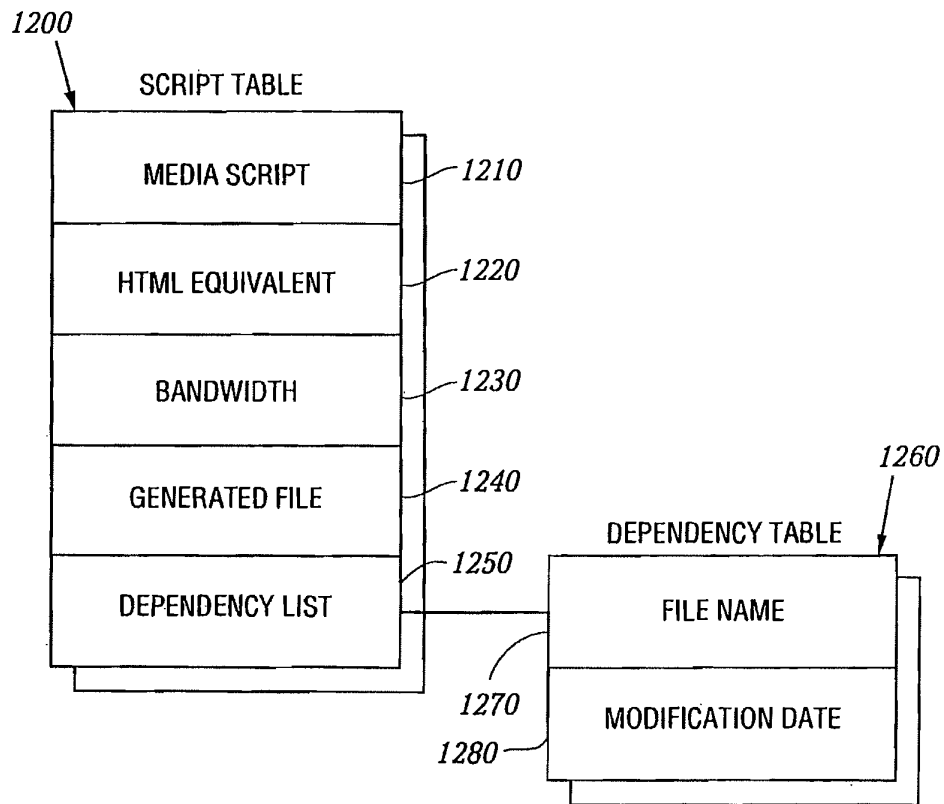 1200
SCRIPT TABLE
MEDIA SCRIPT
1210
HTML EQUIVALENT
1220
BANDWIDTH
1230
GENERATED FILE
1240
DEPENDENCY LIST
1250
1260
DEPENDENCY TABLE
FILE NAME
1270
MODIFICATION DATE
1280